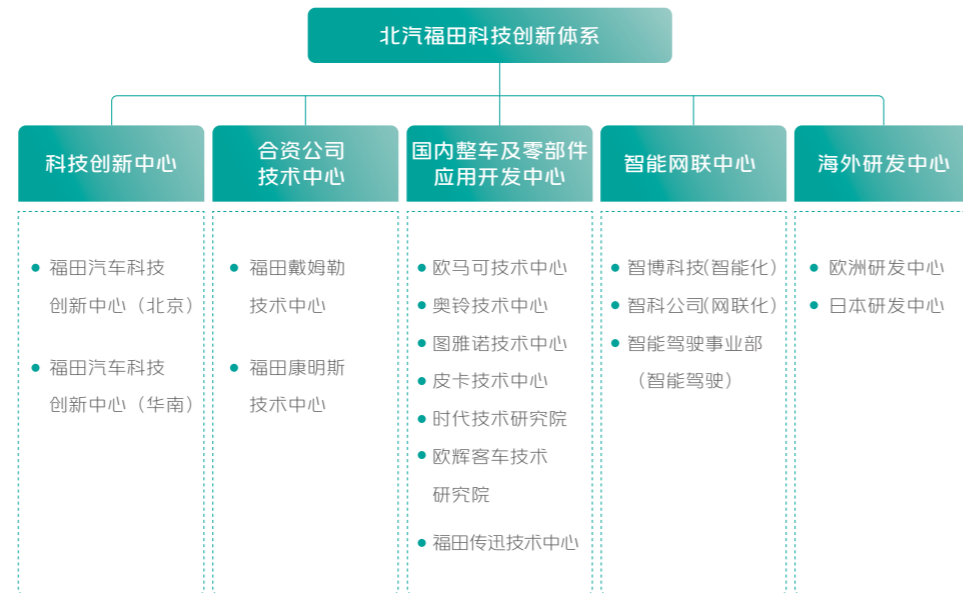 北汽福田科技创新体系
科技创新中心
福田汽车科技
创新中心（北京）
福田汽车科技
创新中心（华南）
合资公司
技术中心
福田戴姆勒
技术中心
福田康明斯
技术中心
国内整车及零部件
应用开发中心
欧马可技术中心
奥铃技术中心
图雅诺技术中心
皮卡技术中心
时代技术研究院
欧辉客车技术
研究院
福田传迅技术中心
智能网联中心
智博科技(智能化)
智科公司(网联化)
智能驾驶事业部
（智能驾驶）
海外研发中心
欧洲研发中心
日本研发中心